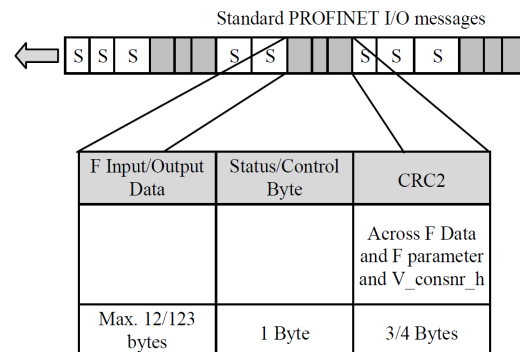 Standard PROFINET I/O messages
S S S S S S S S
F Input/Output
Data
Status/Control
Byte
CRC2
Across F Data
and F parameter
and V_consnr_h
Max. 12/123
bytes
1 Byte
3/4 Bytes